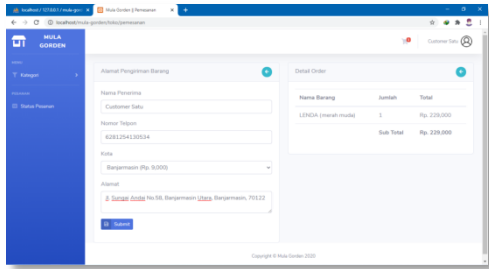 localhost / 127.0.0.1 / mula-gor
Mula Gorden || Pemesanan
localhost/mula-gorden/toko/pemesanan
MULA GORDEN
Customer Satu
Kategori
Status Pesanan
Alamat Pengiriman Barang
Nama Penerima
Customer Satu
Nomor Telpon
6281254130534
Kota
Banjarmasin (Rp. 9,000)
Alamat
Jl. Sungai Andai No.58, Banjarmasin Utara, Banjarmasin, 70122
Submit
Detail Order
Nama Barang Jumlah Total
LENDA (merah muda) 1 Rp. 229,000
Sub Total Rp. 229,000
Copyright © Mula Gorden 2020